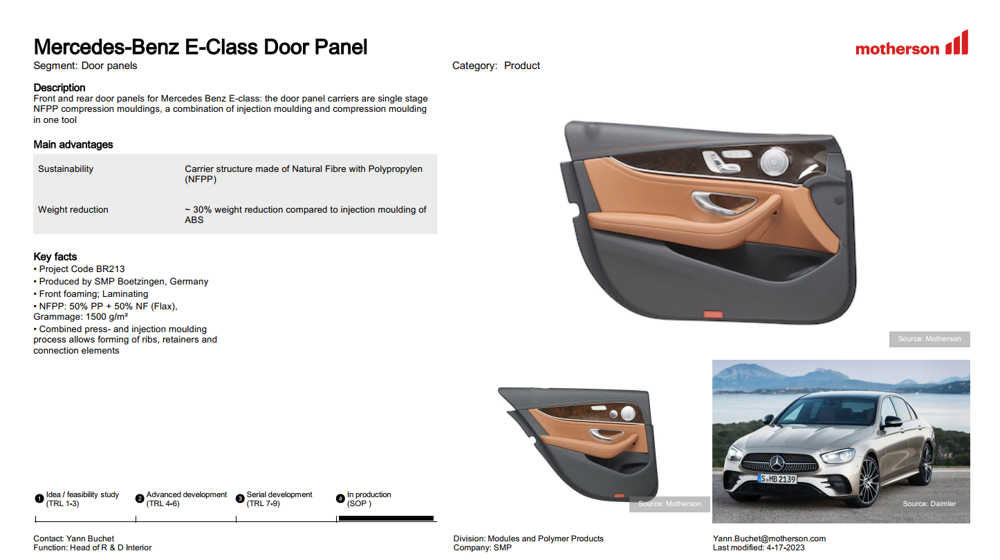 Mercedes-Benz E-Class Door Panel
motherson
Segment: Door panels
Category: Product
Description
Front and rear door panels for Mercedes Benz E-class: the door panel carriers are single stage
NFPP compression mouldings, a combination of injection moulding and compression moulding
in one tool
Main advantages
Sustainability
Carrier structure made of Natural Fibre with Polypropylen
(NFPP)
Weight reduction
~ 30% weight reduction compared to injection moulding of
ABS
Key facts
• Project Code BR213
• Produced by SMP Boetzingen, Germany
• Front foaming; Laminating
• NFPP: 50% PP + 50% NF (Flax),
Grammage: 1500 g/m²
• Combined press- and injection moulding
process allows forming of ribs, retainers and
connection elements
Source: Motherson
Source: Motherson
S MB 2139
Source: Daimler
1 Idea / feasibility study
(TRL 1-3)
2 Advanced development
(TRL 4-6)
3 Serial development
(TRL 7-9)
4 In production
(SOP )
Contact: Yann Buchet
Function: Head of R & D Interior
Division: Modules and Polymer Products
Company: SMP
Yann.Buchet@motherson.com
Last modified: 4-17-2023